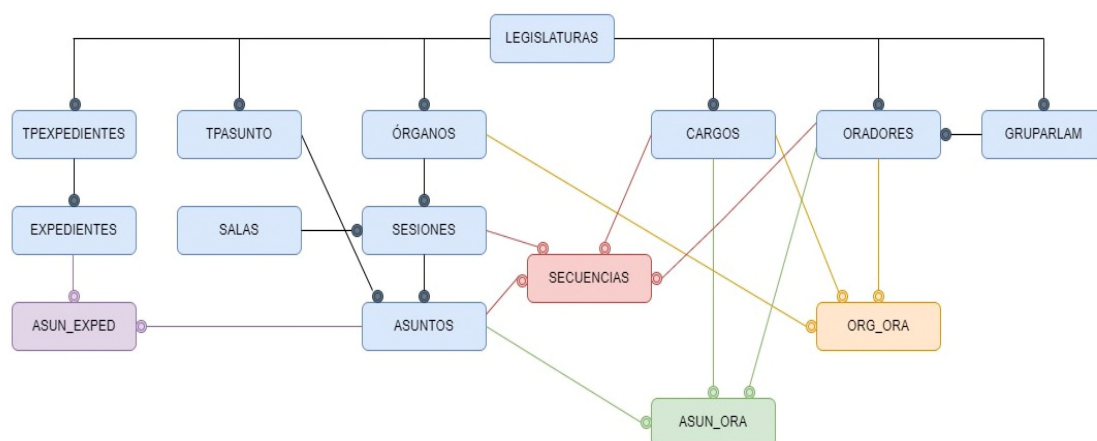 LEGISLATURAS
TPEXPEDIENTES
TPASUNTO
ÓRGANOS
CARGOS
ORADORES
GRUPARLAM
EXPEDIENTES
SALAS
SESIONES
SECUENCIAS
ASUN_EXPED
ASUNTOS
ORG_ORA
ASUN_ORA